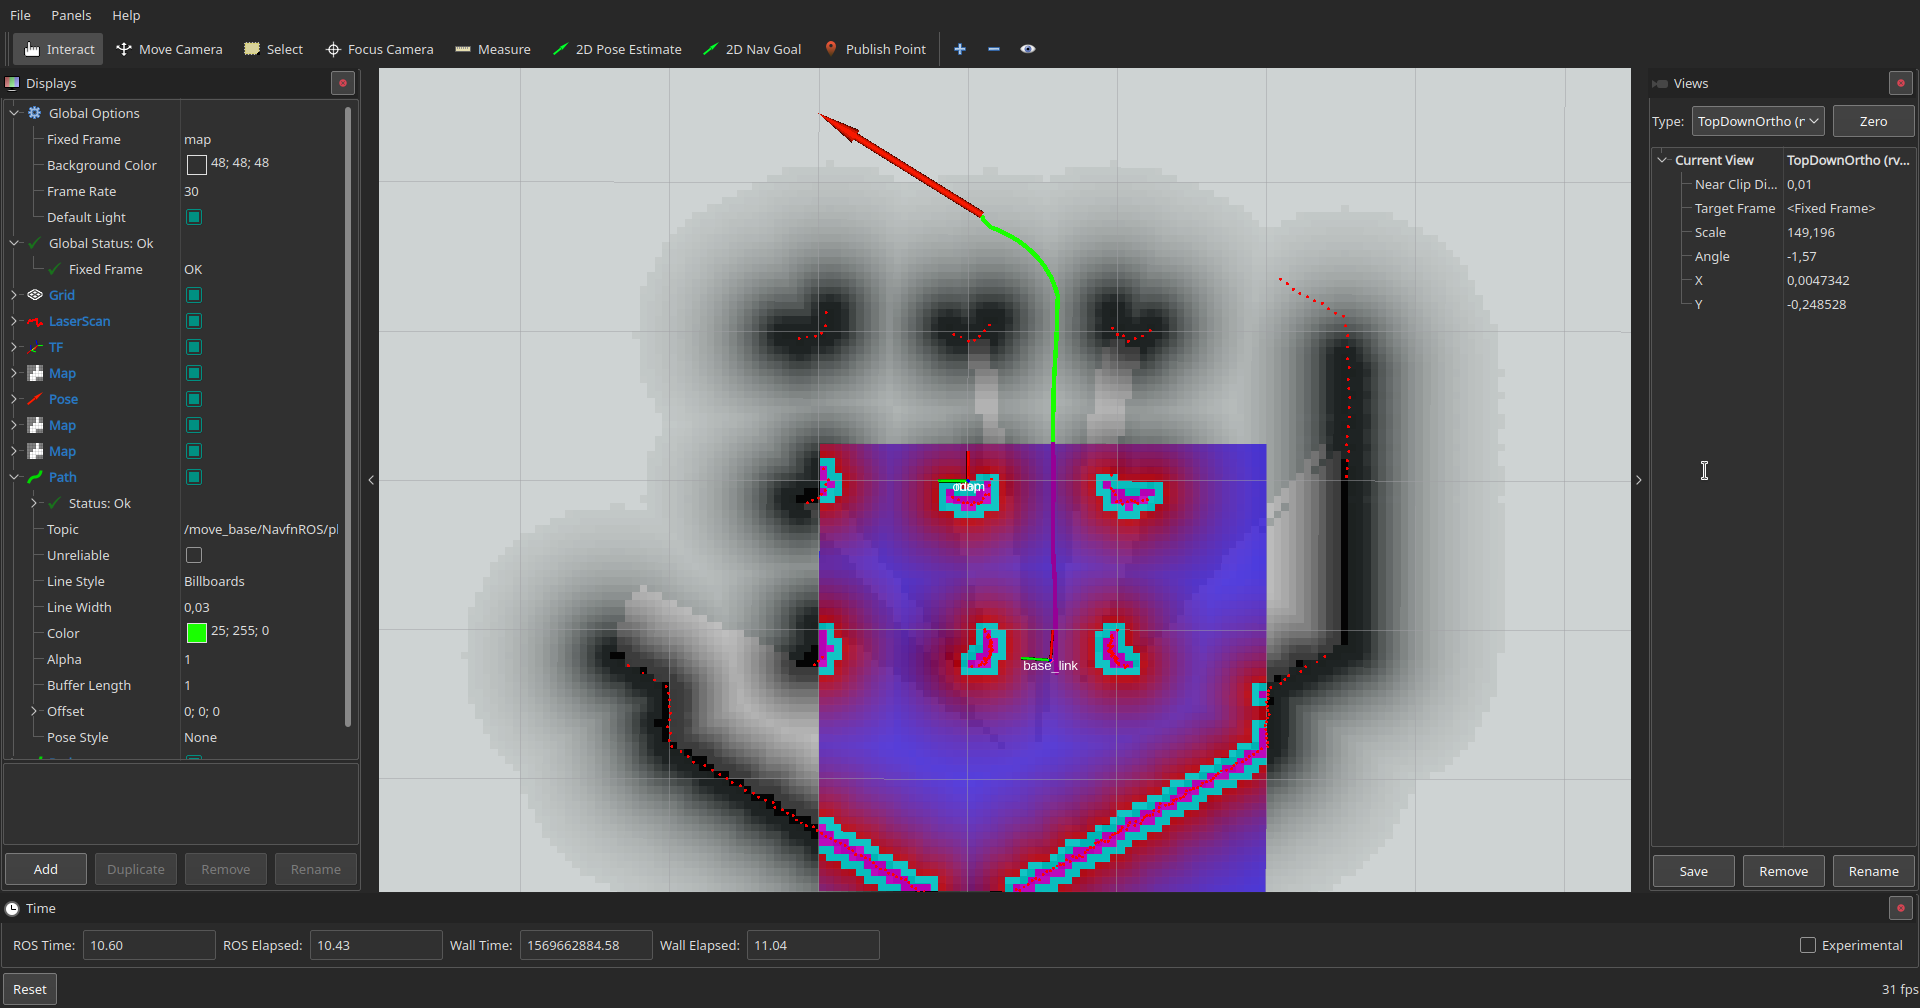 File Panels Help
Interact Move Camera Select Focus Camera Measure 2D Pose Estimate 2D Nav Goal Publish Point
Displays
Global Options
Fixed Frame map
Background Color 48; 48; 48
Frame Rate 30
Default Light
Global Status: Ok
Fixed Frame OK
Grid
LaserScan
TF
Map
Pose
Map
Map
Path
Status: Ok
Topic /move_base/NavfnROS/pl
Unreliable
Line Style Billboards
Line Width 0,03
Color 25; 255; 0
Alpha 1
Buffer Length 1
Offset 0; 0; 0
Pose Style None
Add Duplicate Remove Rename
base_link
Views
Type: TopDownOrtho (r Zero
Current View TopDownOrtho (rv...
Near Clip Di... 0,01
Target Frame <Fixed Frame>
Scale 149,196
Angle -1,57
X 0,0047342
Y -0,248528
Save Remove Rename
Time
ROS Time: 10.60 ROS Elapsed: 10.43 Wall Time: 1569662884.58 Wall Elapsed: 11.04 Experimental
Reset 31 fps